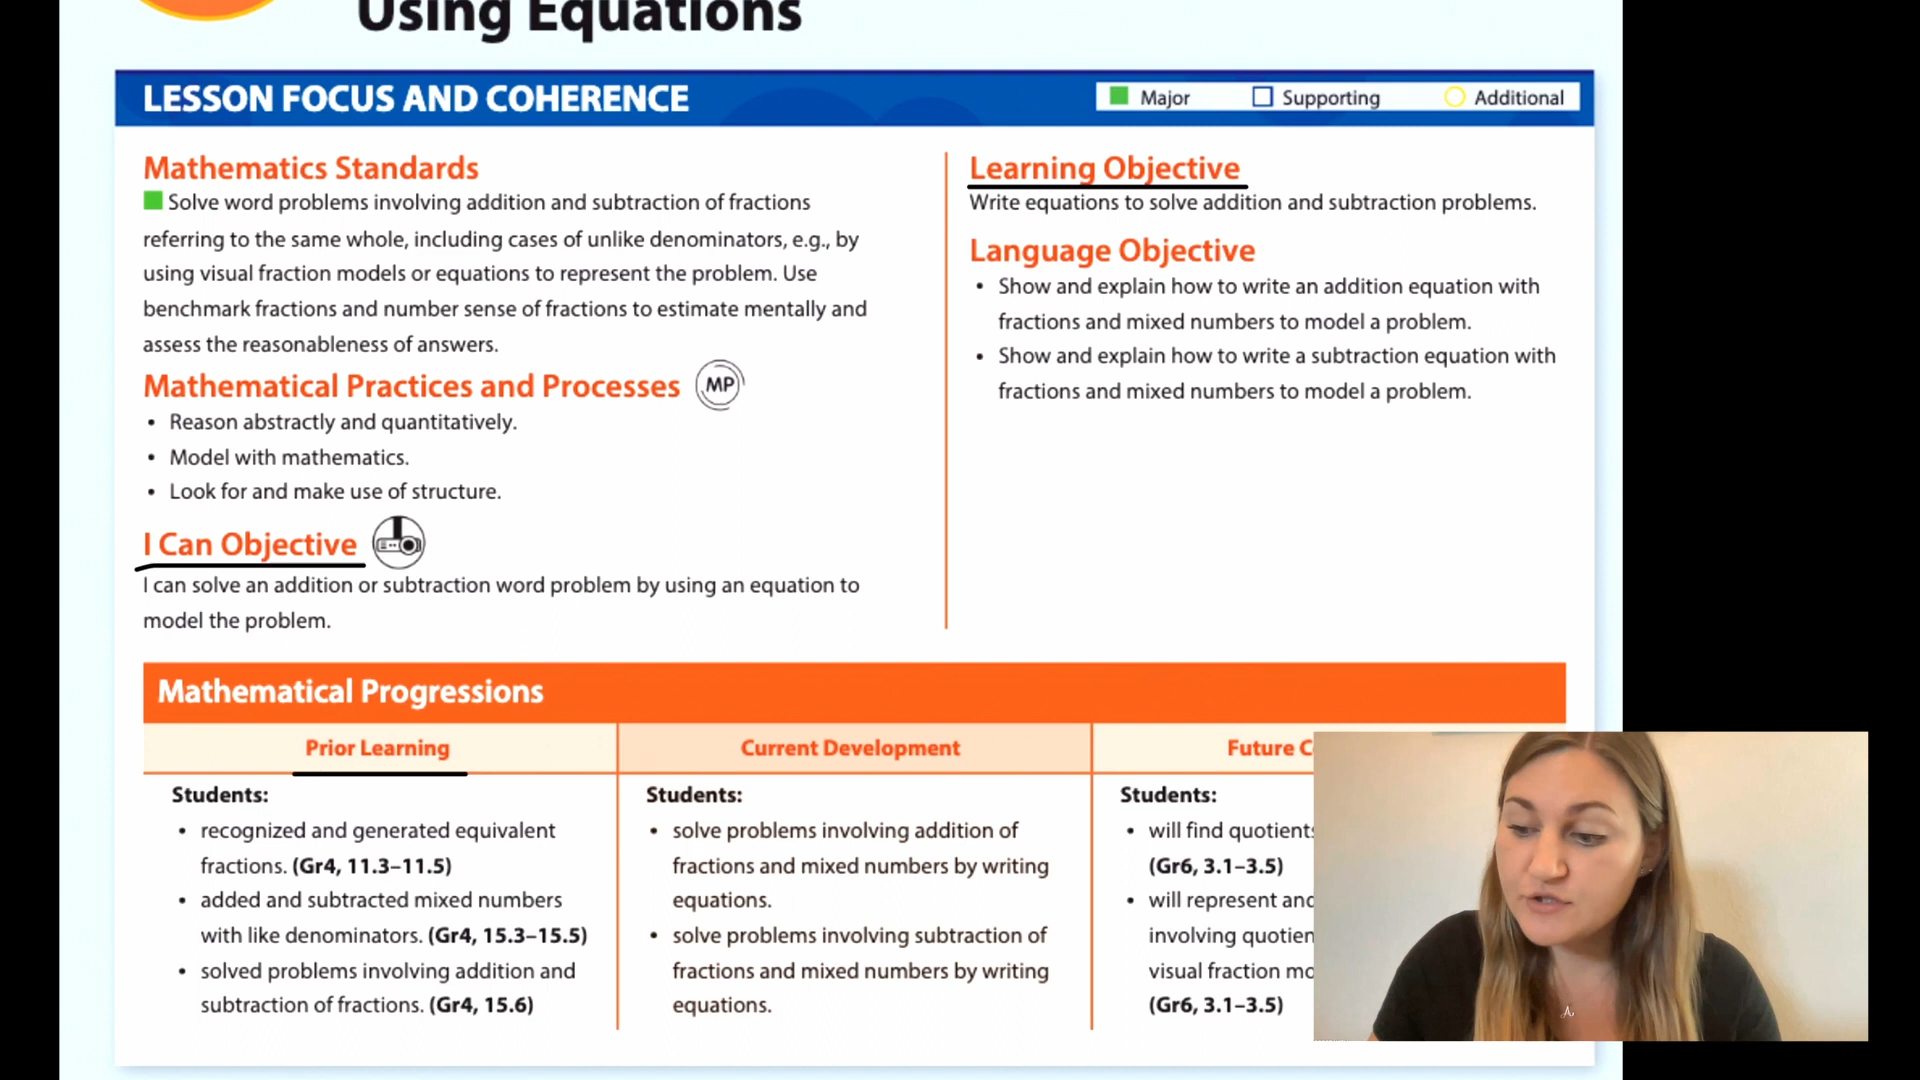 Using Equations
LESSON FOCUS AND COHERENCE
Major Supporting Additional
Mathematics Standards
Solve word problems involving addition and subtraction of fractions
referring to the same whole, including cases of unlike denominators, e.g., by
using visual fraction models or equations to represent the problem. Use
benchmark fractions and number sense of fractions to estimate mentally and
assess the reasonableness of answers.
Mathematical Practices and Processes MP
• Reason abstractly and quantitatively.
• Model with mathematics.
• Look for and make use of structure.
I Can Objective
I can solve an addition or subtraction word problem by using an equation to
model the problem.
Learning Objective
Write equations to solve addition and subtraction problems.
Language Objective
• Show and explain how to write an addition equation with
fractions and mixed numbers to model a problem.
• Show and explain how to write a subtraction equation with
fractions and mixed numbers to model a problem.
Mathematical Progressions
Prior Learning
Students:
• recognized and generated equivalent
fractions. (Gr4, 11.3–11.5)
• added and subtracted mixed numbers
with like denominators. (Gr4, 15.3–15.5)
• solved problems involving addition and
subtraction of fractions. (Gr4, 15.6)
Current Development
Students:
• solve problems involving addition of
fractions and mixed numbers by writing
equations.
• solve problems involving subtraction of
fractions and mixed numbers by writing
equations.
Future
Students:
• will find quotients
(Gr6, 3.1–3.5)
• will represent and
involving
visual fraction
(Gr6, 3.1–3.5)